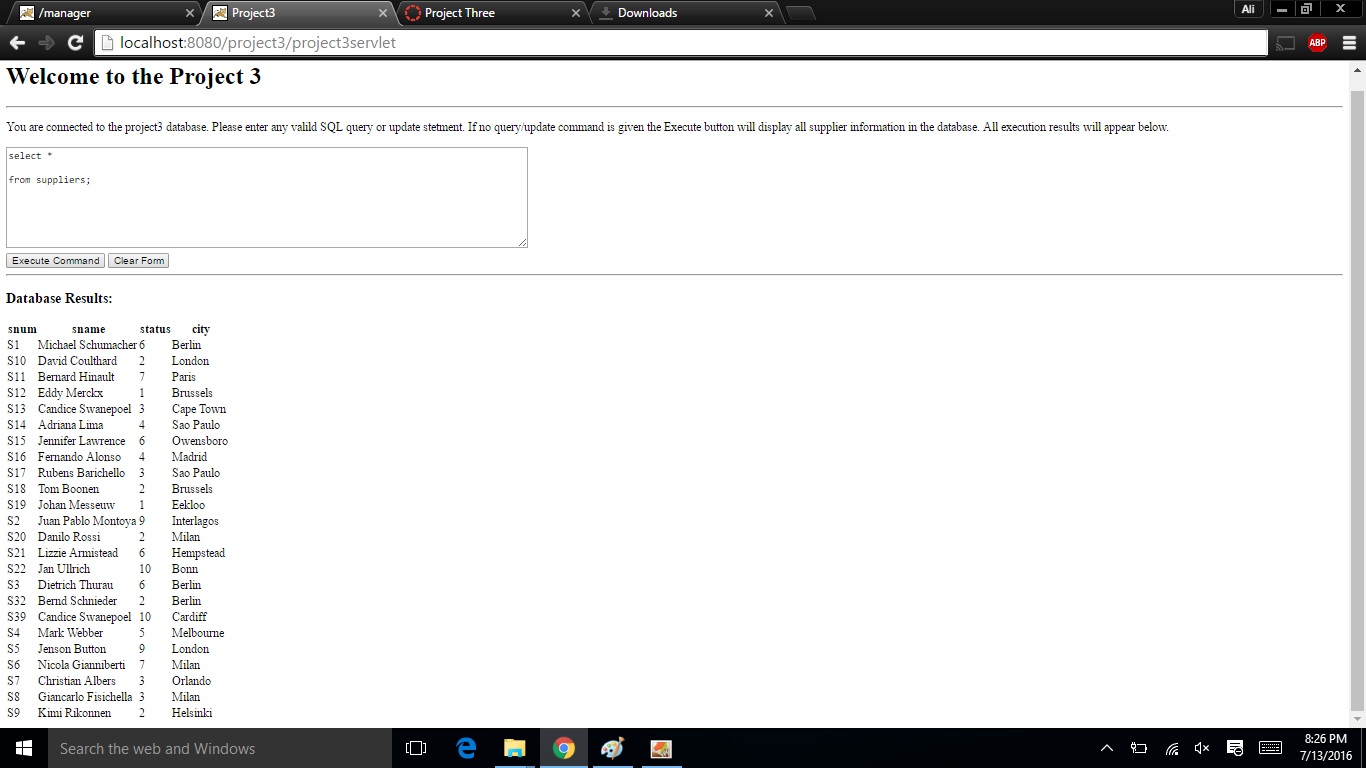 /manager
Project3
Project Three
Downloads
Ali
localhost:8080/project3/project3servlet
ABP
Welcome to the Project 3
You are connected to the project3 database. Please enter any valild SQL query or update stetment. If no query/update command is given the Execute button will display all supplier information in the database. All execution results will appear below.
select *
from suppliers;
Execute Command Clear Form
Database Results:
snum sname status city
S1 Michael Schumacher 6 Berlin
S10 David Coulthard 2 London
S11 Bernard Hinault 7 Paris
S12 Eddy Merckx 1 Brussels
S13 Candice Swanepoel 3 Cape Town
S14 Adriana Lima 4 Sao Paulo
S15 Jennifer Lawrence 6 Owensboro
S16 Fernando Alonso 4 Madrid
S17 Rubens Barichello 3 Sao Paulo
S18 Tom Boonen 2 Brussels
S19 Johan Messeuw 1 Eekloo
S2 Juan Pablo Montoya 9 Interlagos
S20 Danilo Rossi 2 Milan
S21 Lizzie Armistead 6 Hempstead
S22 Jan Ullrich 10 Bonn
S3 Dietrich Thurau 6 Berlin
S32 Bernd Schnieder 2 Berlin
S39 Candice Swanepoel 10 Cardiff
S4 Mark Webber 5 Melbourne
S5 Jenson Button 9 London
S6 Nicola Gianniberti 7 Milan
S7 Christian Albers 3 Orlando
S8 Giancarlo Fisichella 3 Milan
S9 Kimi Rikonnen 2 Helsinki
Search the web and Windows
8:26 PM
7/13/2016